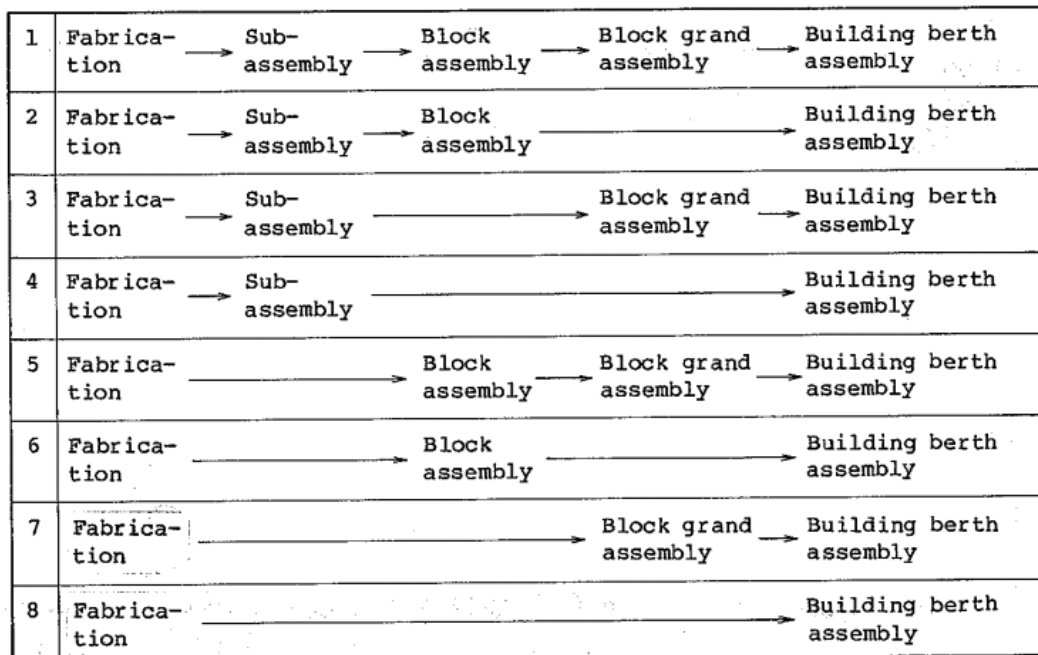 1 Fabrica- Sub- Block Block grand Building berth
tion assembly assembly assembly assembly
2 Fabrica- Sub- Block Building berth
tion assembly assembly assembly
3 Fabrica- Sub- Block grand Building berth
tion assembly assembly assembly
4 Fabrica- Sub- Building berth
tion assembly assembly
5 Fabrica- Block Block grand Building berth
tion assembly assembly assembly
6 Fabrica- Block Building berth
tion assembly assembly
7 Fabrica- Block grand Building berth
tion assembly assembly
8 Fabrica- Building berth
tion assembly